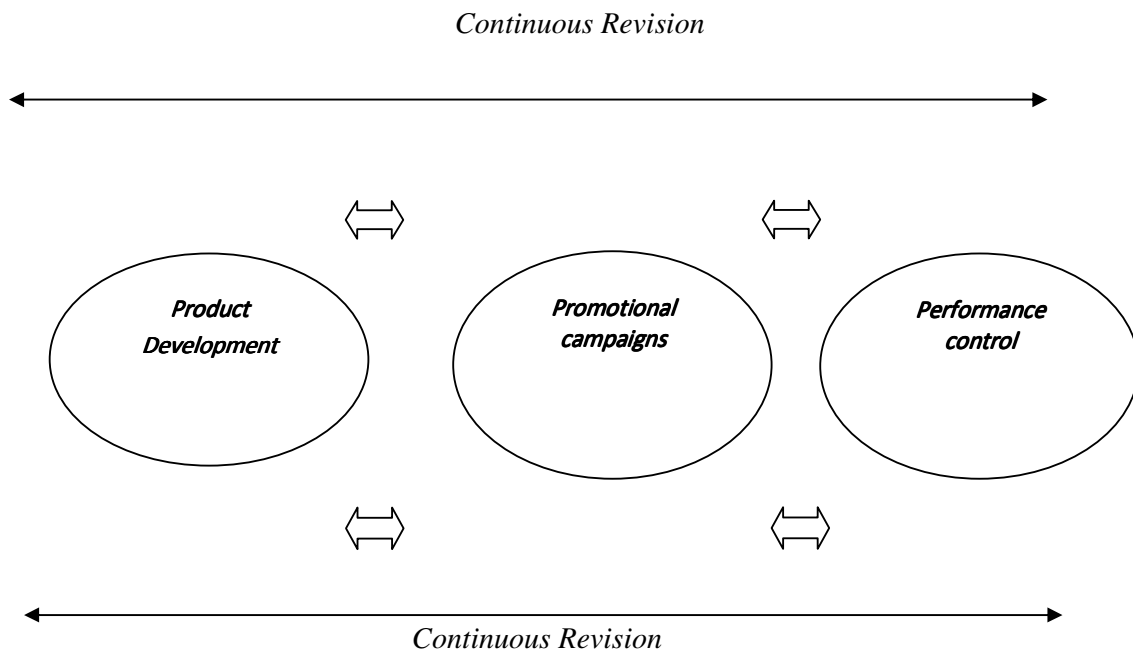 Continuous Revision
Product
Development
Promotional
campaigns
Performance
control
Continuous Revision